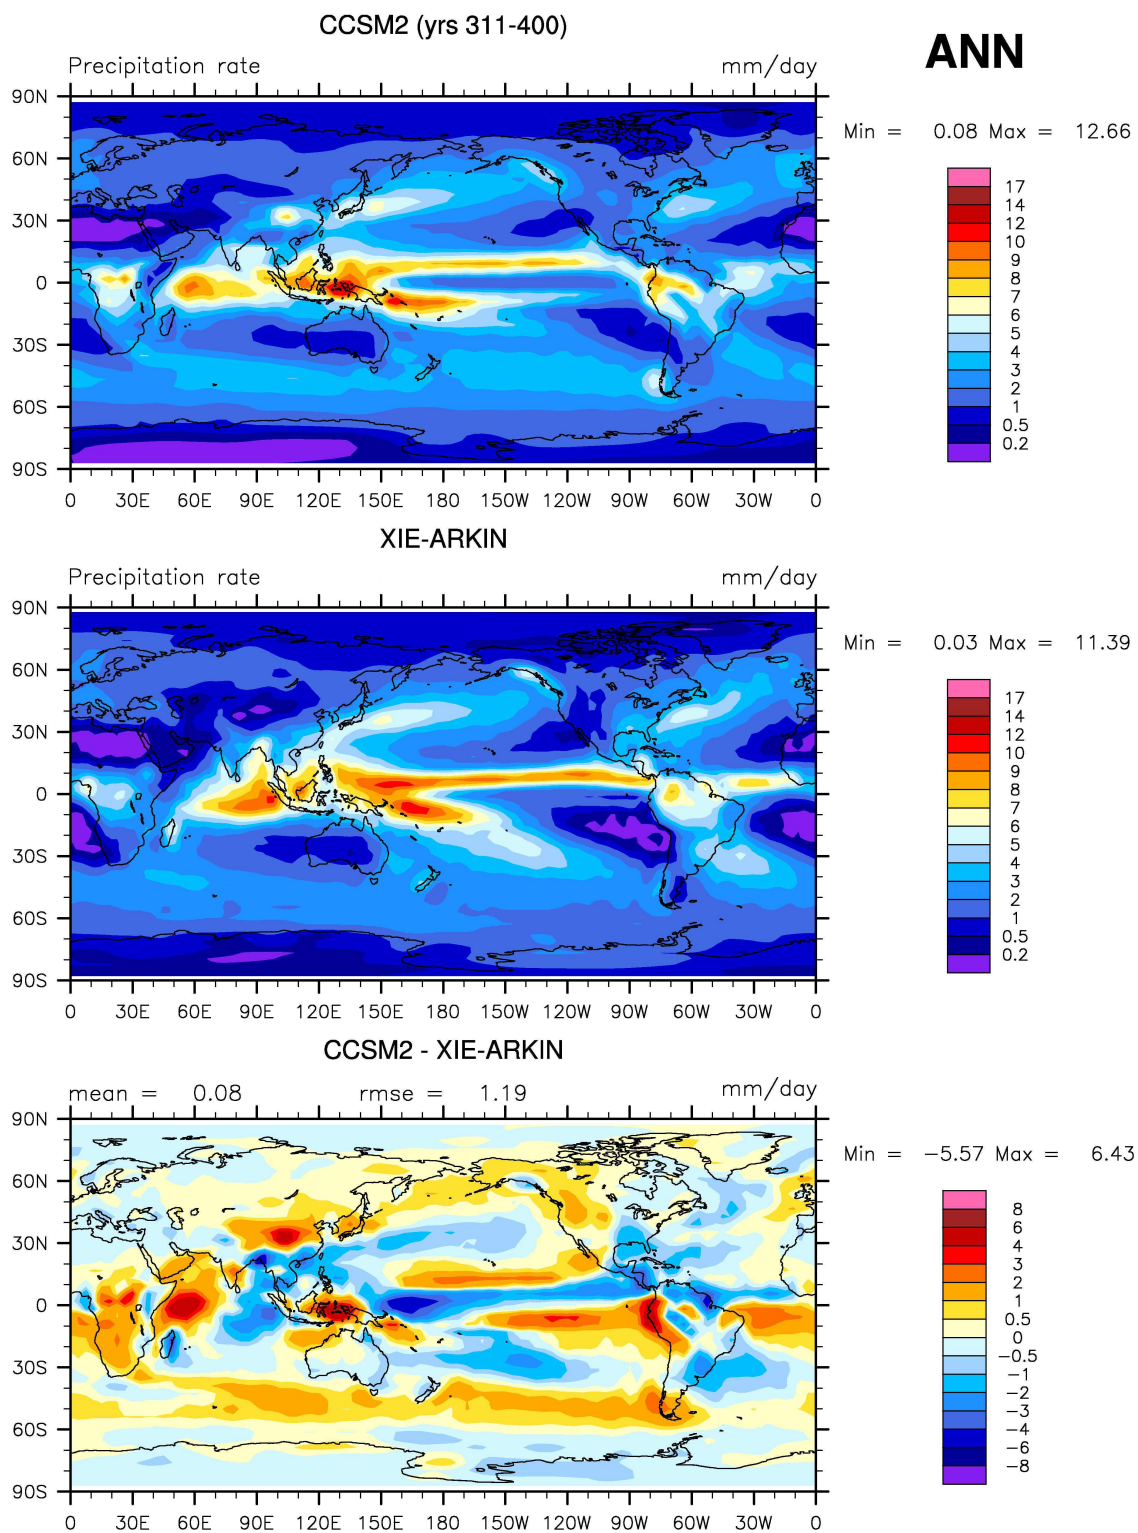 CCSM2 (yrs 311-400)
ANN
Precipitation rate mm/day
Min = 0.08 Max = 12.66
90N
60N
30N
0
30S
60S
90S
0 30E 60E 90E 120E 150E 180 150W 120W 90W 60W 30W 0
17
14
12
10
9
8
7
6
5
4
3
2
1
0.5
0.2
XIE-ARKIN
Precipitation rate mm/day
Min = 0.03 Max = 11.39
90N
60N
30N
0
30S
60S
90S
0 30E 60E 90E 120E 150E 180 150W 120W 90W 60W 30W 0
17
14
12
10
9
8
7
6
5
4
3
2
1
0.5
0.2
CCSM2 - XIE-ARKIN
mean = 0.08 rmse = 1.19 mm/day
Min = −5.57 Max = 6.43
90N
60N
30N
0
30S
60S
90S
0 30E 60E 90E 120E 150E 180 150W 120W 90W 60W 30W 0
8
6
4
3
2
1
0.5
0
−0.5
−1
−2
−3
−4
−6
−8